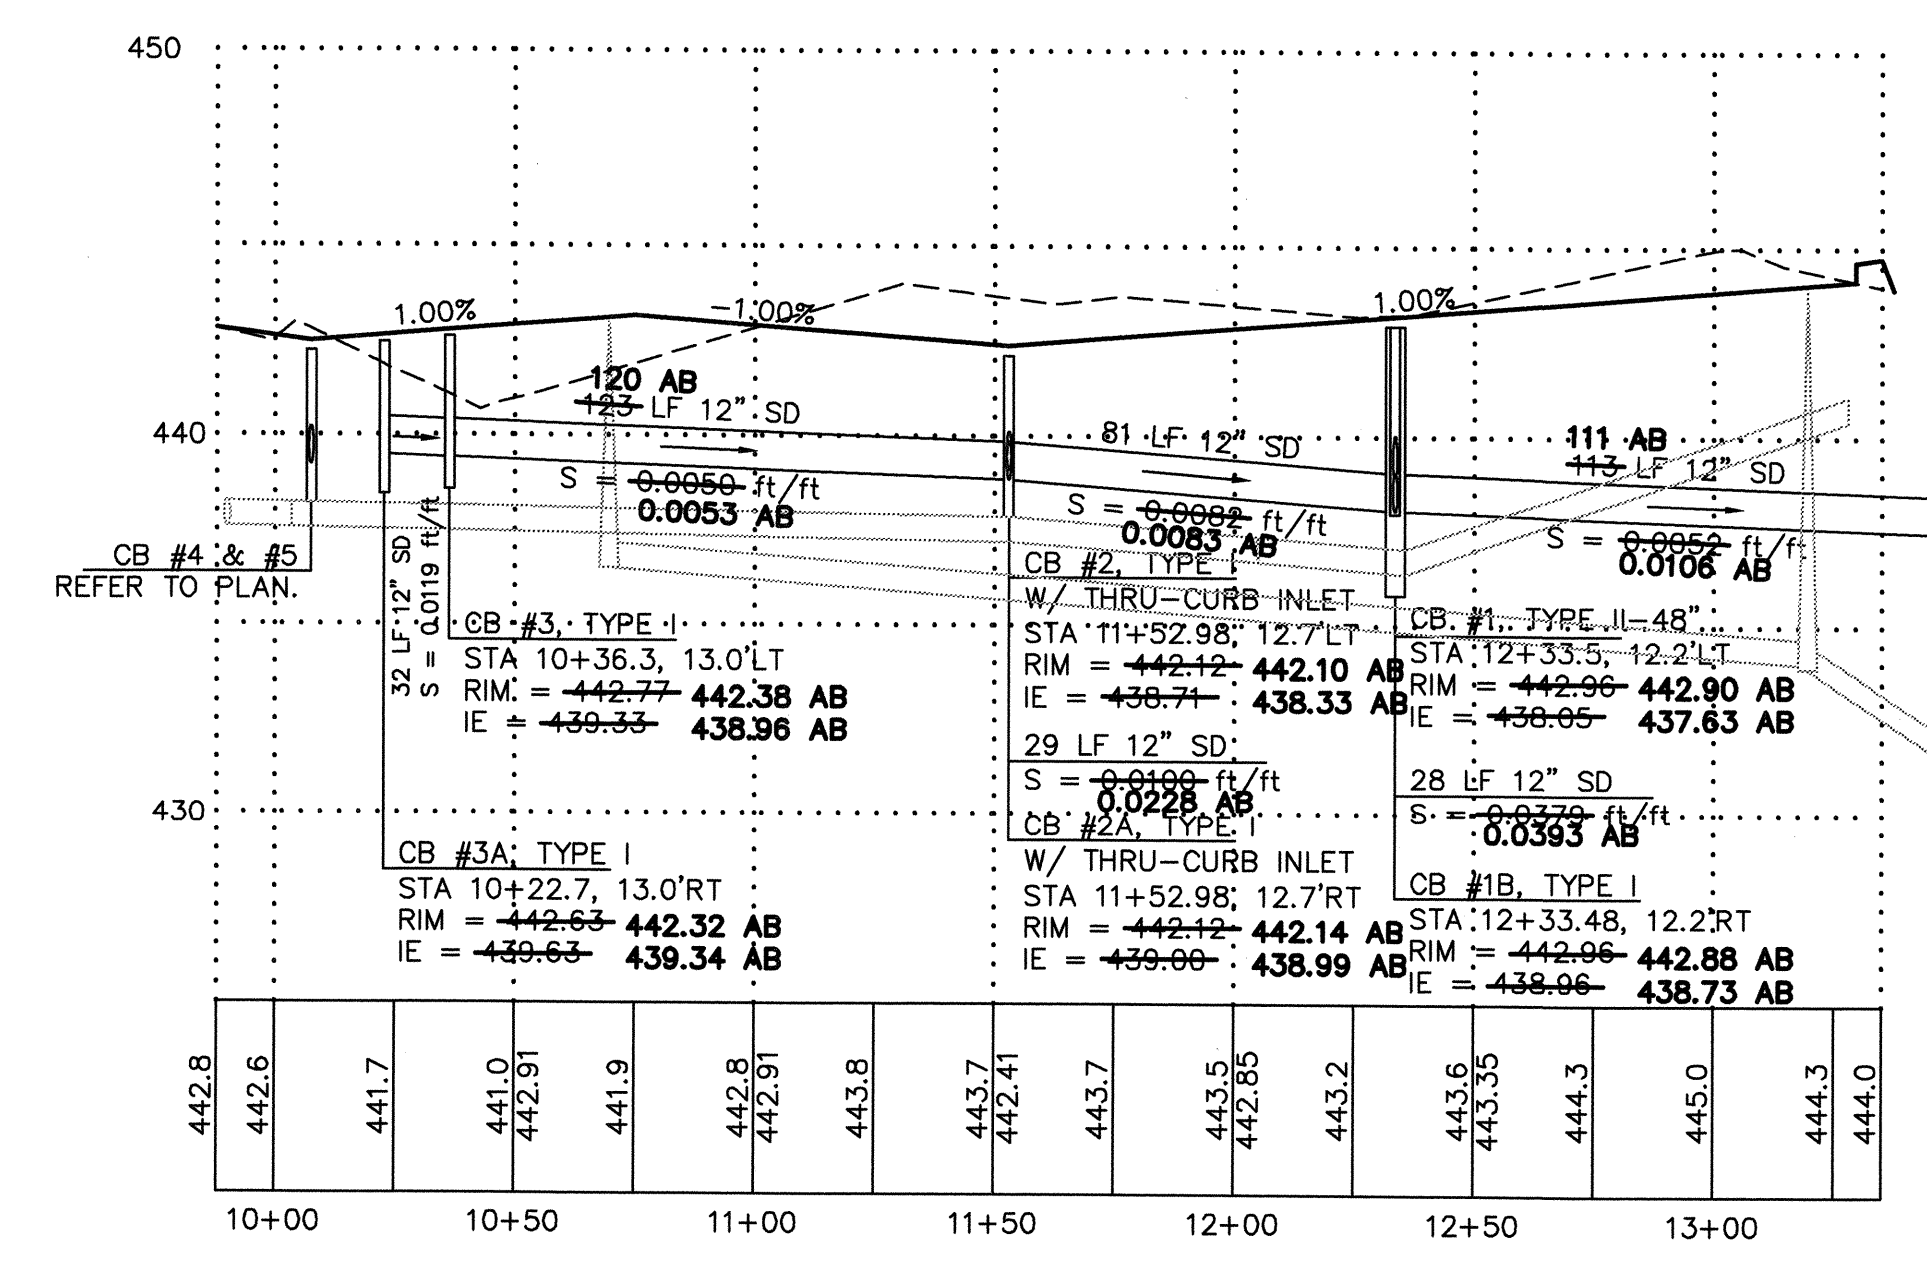 450
440
430
1.00%
-1.00%
1.00%
120 AB
123 LF 12" SD
S = 0.0050 ft/ft
0.0053 AB
81 LF 12" SD
S = 0.0082 ft/ft
0.0083 AB
111 AB
113 LF 12" SD
S = 0.0052 ft/ft
0.0106 AB
CB #4 & #5
REFER TO PLAN.
32 LF 12" SD
S = 0.0119 ft/ft
CB #3, TYPE I
STA 10+36.3, 13.0'LT
RIM = 442.77 442.38 AB
IE = 439.33 438.96 AB
CB #3A, TYPE I
STA 10+22.7, 13.0'RT
RIM = 442.63 442.32 AB
IE = 439.63 439.34 AB
CB #2, TYPE I
W/ THRU-CURB INLET
STA 11+52.98, 12.7'LT
RIM = 442.12 442.10 AB
IE = 438.71 438.33 AB
29 LF 12" SD
S = 0.0100 ft/ft
0.0228 AB
CB #2A, TYPE I
W/ THRU-CURB INLET
STA 11+52.98, 12.7'RT
RIM = 442.12 442.14 AB
IE = 439.00 438.99 AB
CB #1, TYPE II-48"
STA 12+33.5, 12.2'LT
RIM = 442.96 442.90 AB
IE = 438.05 437.63 AB
28 LF 12" SD
S = 0.0379 ft/ft
0.0393 AB
CB #1B, TYPE I
STA 12+33.48, 12.2'RT
RIM = 442.96 442.88 AB
IE = 438.96 438.73 AB
442.8
442.6
441.7
441.0
442.91
441.9
442.8
442.91
443.8
443.7
442.41
443.7
443.5
442.85
443.2
443.6
443.35
444.3
445.0
444.3
444.0
10+00
10+50
11+00
11+50
12+00
12+50
13+00